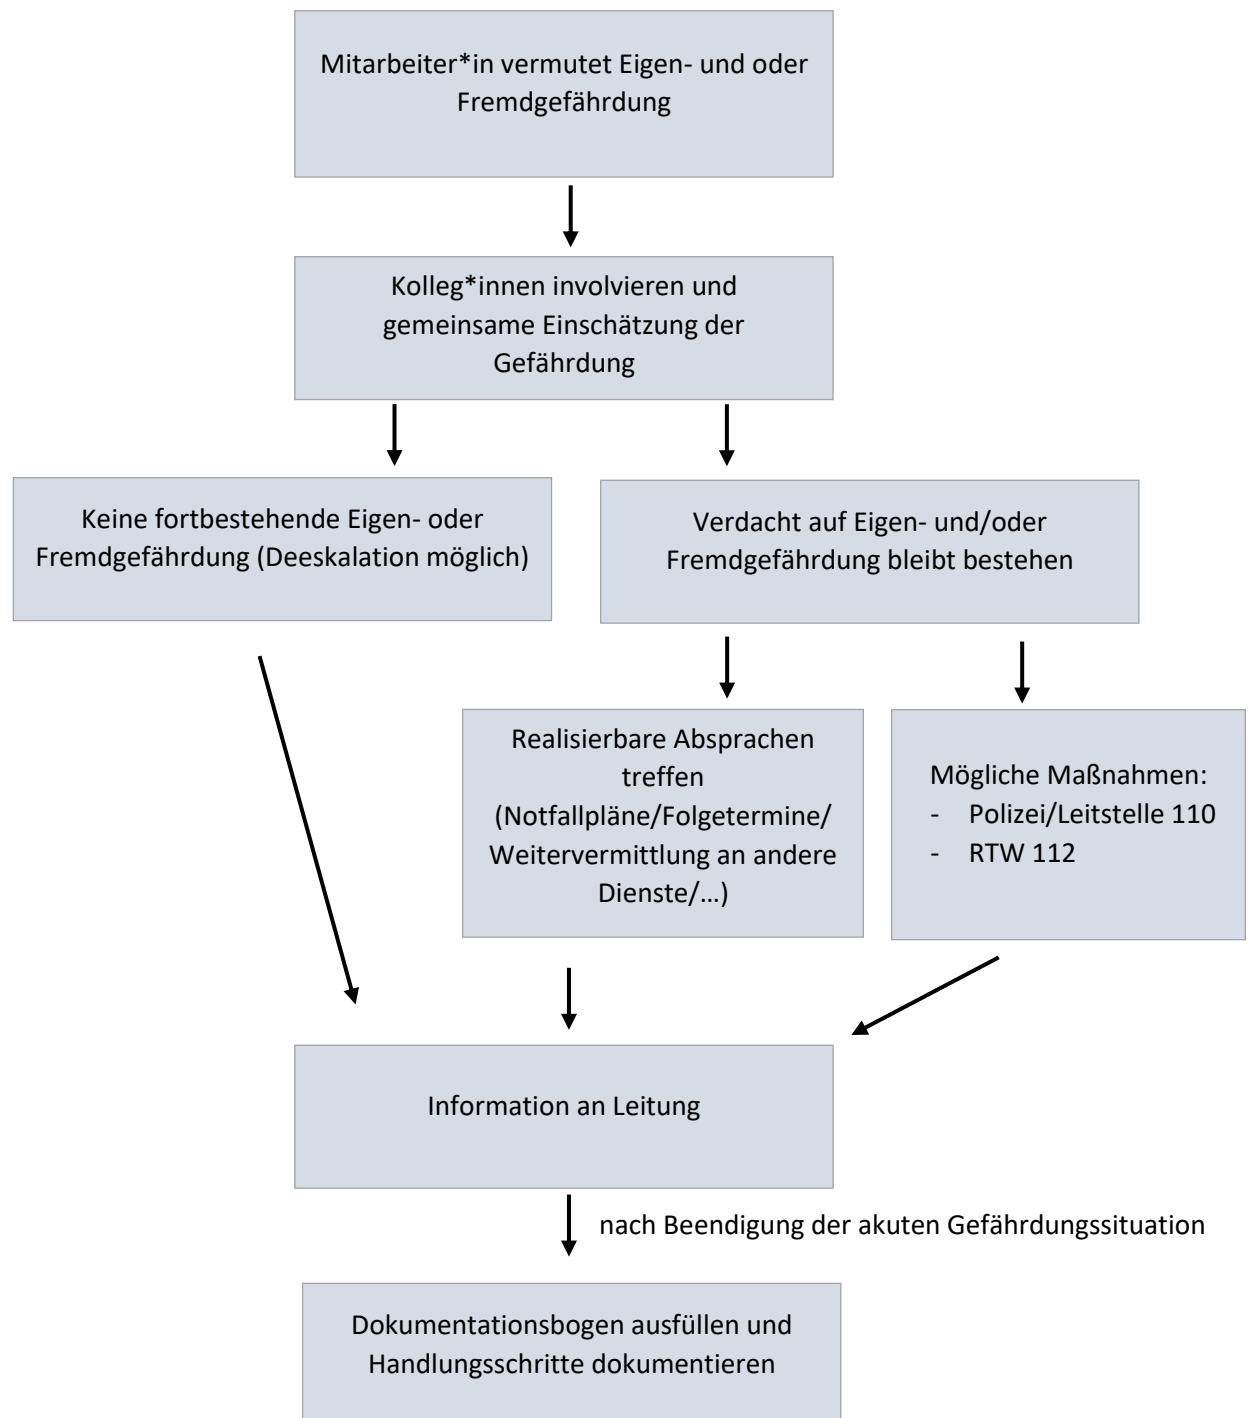 Mitarbeiter*in vermutet Eigen- und oder
Fremdgefährdung
Kolleg*innen involvieren und
gemeinsame Einschätzung der
Gefährdung
Keine fortbestehende Eigen- oder
Fremdgefährdung (Deeskalation möglich)
Verdacht auf Eigen- und/oder
Fremdgefährdung bleibt bestehen
Realisierbare Absprachen
treffen
(Notfallpläne/Folgetermine/
Weitervermittlung an andere
Dienste/…)
Mögliche Maßnahmen:
- Polizei/Leitstelle 110
- RTW 112
Information an Leitung
nach Beendigung der akuten Gefährdungssituation
Dokumentationsbogen ausfüllen und
Handlungsschritte dokumentieren